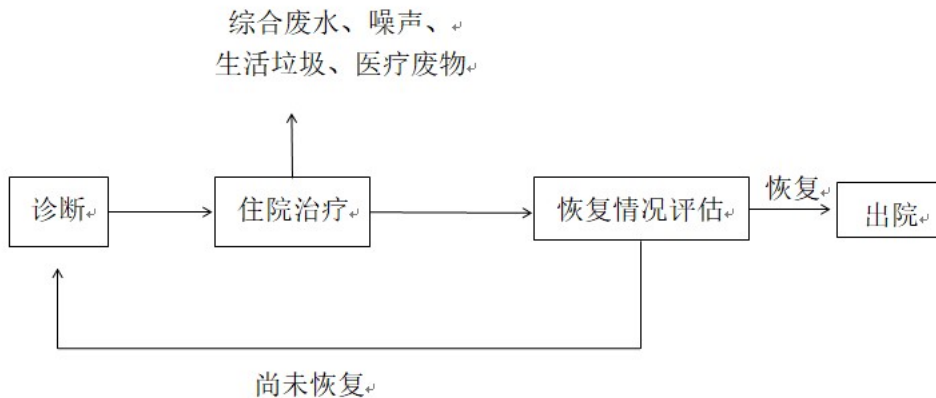 综合废水、噪声、
生活垃圾、医疗废物
诊断
住院治疗
恢复情况评估
恢复
出院
尚未恢复